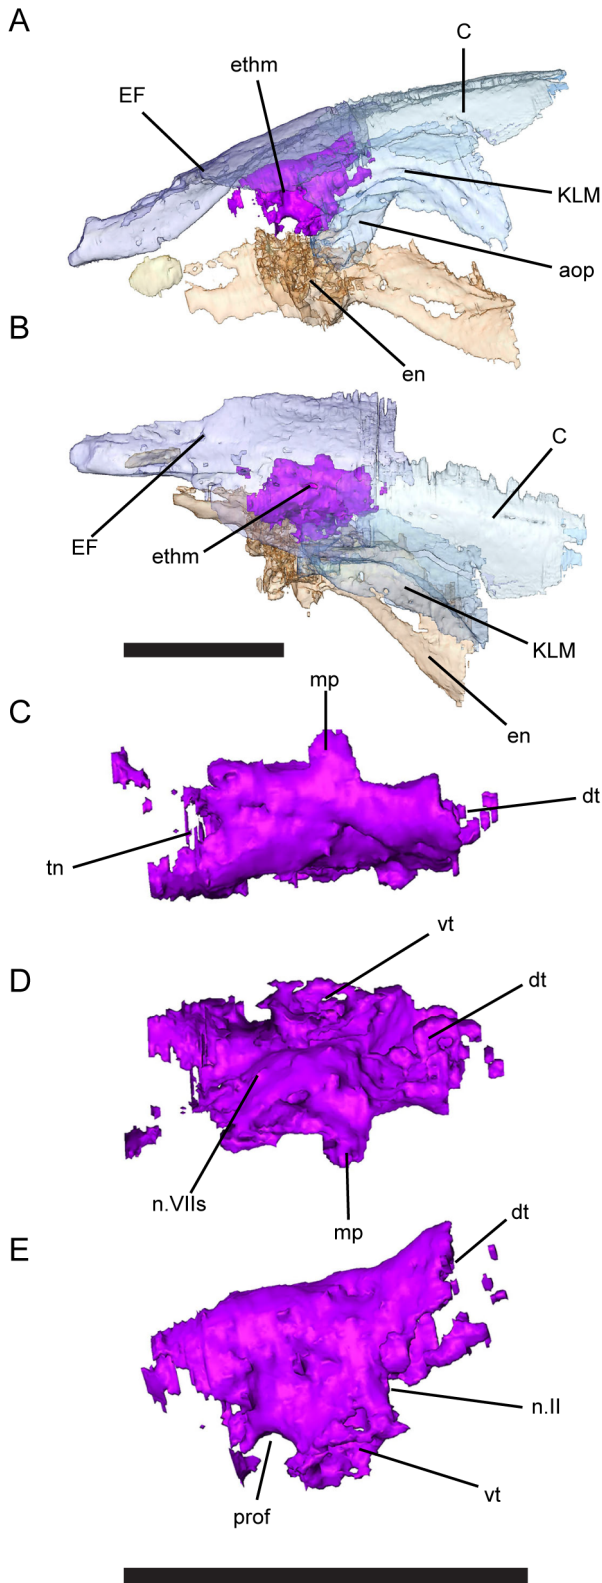 A
C
ethm
EF
KLM
aop
B
en
C
EF
ethm
KLM
en
C
mp
dt
tn
vt
D
dt
n.VIIs
mp
E
dt
n.II
vt
prof